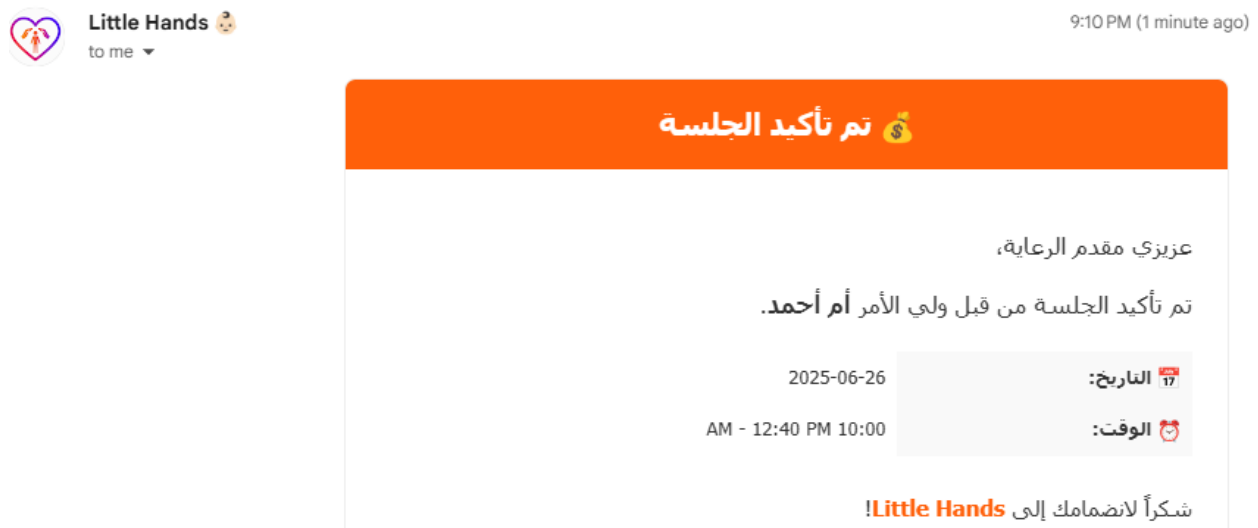 Little Hands 👶🏻
9:10 PM (1 minute ago)
to me
💰 تم تأكيد الجلسة
عزيزي مقدم الرعاية،
تم تأكيد الجلسة من قبل ولي الأمر أم أحمد.
📅 التاريخ: 2025-06-26
⏰ الوقت: AM - 12:40 PM 10:00
شكراً لانضمامك إلى Little Hands!